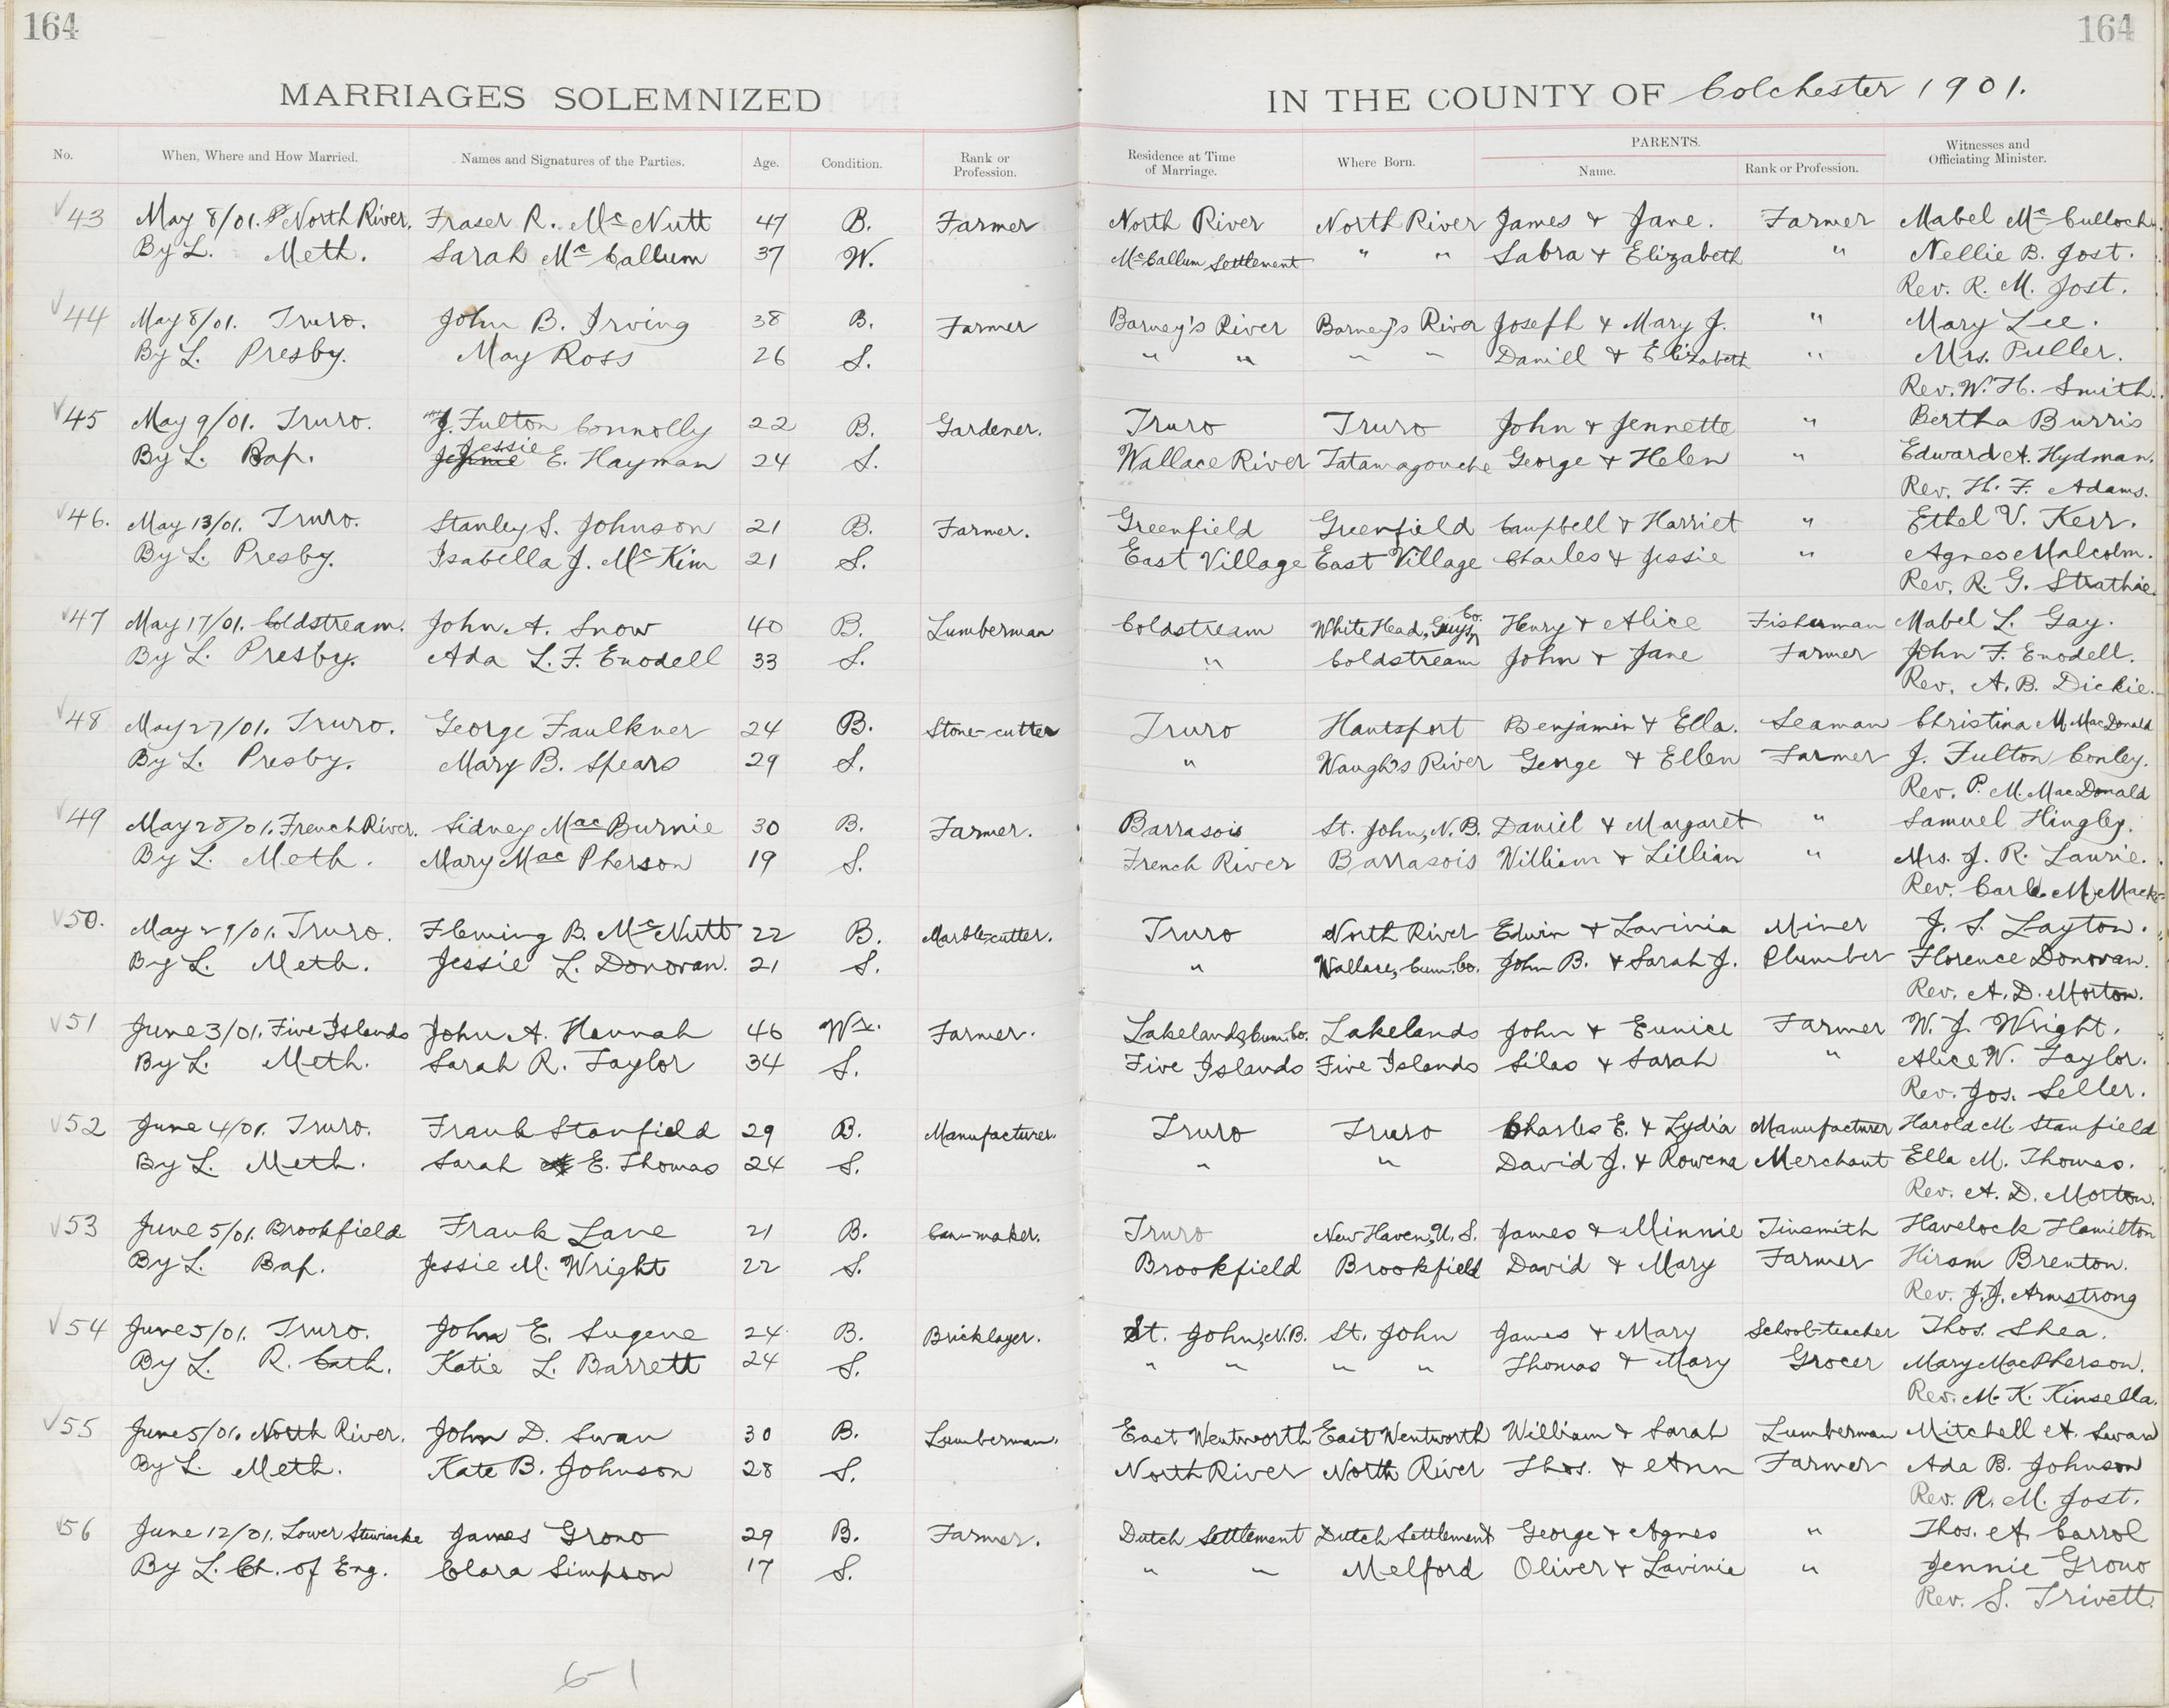 164
164
MARRIAGES SOLEMNIZED IN THE COUNTY OF Colchester 1901.
No. When, Where and How Married. Names and Signatures of the Parties. Age. Condition. Rank or Profession. Residence at Time of Marriage. Where Born. PARENTS. Name. Rank or Profession. Witnesses and Officiating Minister.
43 May 8/01. North River. Fraser R. McNutt 47 B. Farmer North River North River James & Jane. Farmer Mabel McCulloch.
By L. Meth. Sarah McCallum 37 W. McCallum Settlement " " Sabra & Elizabeth " Nellie B. Jost.
Rev. R. M. Jost.
44 May 8/01. Truro. John B. Irving 38 B. Farmer Barney's River Barney's River Joseph & Mary J. " Mary Lee.
By L. Presby. May Ross 26 S. " " " " Daniel & Elizabeth " Mrs. Puller.
Rev. W. H. Smith.
45 May 9/01. Truro. J. Fulton Connolly 22 B. Gardener. Truro Truro John & Jennette " Bertha Burris
By L. Bap. Jessie E. Hayman 24 S. Wallace River Tatamagouche George & Helen " Edward A. Hydman.
Rev. H. F. Adams.
46. May 13/01. Truro. Stanley S. Johnson 21 B. Farmer. Greenfield Greenfield Campbell & Harriet " Ethel V. Kerr.
By L. Presby. Isabella J. McKim 21 S. East Village East Village Charles & Jessie " Agnes Malcolm.
Rev. R. G. Strathie.
47 May 17/01. Coldstream. John A. Snow 40 B. Lumberman Coldstream White Head, Guys. Co. Henry & Alice Fisherman Mabel L. Gay.
By L. Presby. Ada L. F. Enodell 33 S. " Coldstream John & Jane Farmer John F. Enodell.
Rev. A. B. Dickie.
48 May 27/01. Truro. George Faulkner 24 B. Stone-cutter Truro Hantsport Benjamin & Ella. Seaman Christina M. MacDonald
By L. Presby. Mary B. Spears 29 S. " Waugh's River George & Ellen Farmer J. Fulton Conley.
Rev. P. M. MacDonald
49 May 28/01. French River. Sidney MacBurnie 30 B. Farmer. Barrasois St. John, N.B. Daniel & Margaret " Samuel Hingley.
By L. Meth. Mary MacPherson 19 S. French River Barrasois William & Lillian " Mrs. J. R. Laurie.
Rev. Carl M. Mack
50. May 29/01. Truro. Fleming B. McNutt 22 B. Marble-cutter. Truro North River Edwin & Lavinia Miner J. S. Layton.
By L. Meth. Jessie L. Donovan. 21 S. " Wallace, Cum. Co. John B. & Sarah J. Plumber Florence Donovan.
Rev. A. D. Morton.
51 June 3/01. Five Islands John A. Hannah 46 Wr. Farmer. Lakelands, Cum. Co. Lakelands John & Eunice Farmer W. J. Wright.
By L. Meth. Sarah R. Taylor 34 S. Five Islands Five Islands Silas & Sarah " Alice W. Taylor.
Rev. Jos. Seller.
52 June 4/01. Truro. Frank Stanfield 29 B. Manufacturer. Truro Truro Charles E. & Lydia Manufacturer Harold M. Stanfield
By L. Meth. Sarah E. Thomas 24 S. " " David J. & Rowena Merchant Ella M. Thomas.
Rev. A. D. Morton.
53 June 5/01. Brookfield Frank Lane 21 B. Can-maker. Truro New Haven, U.S. James & Minnie Tinsmith Havelock Hamilton
By L. Bap. Jessie M. Wright 22 S. Brookfield Brookfield David & Mary Farmer Hiram Brenton.
Rev. J. J. Armstrong
54 June 5/01. Truro. John E. Sugene 24 B. Bricklayer. St. John, N.B. St. John James & Mary School-teacher Thos. Shea.
By L. R. Cath. Katie L. Barrett 24 S. " " " " Thomas & Mary Grocer Mary MacPherson.
Rev. M. K. Kinsella.
55 June 5/01. North River. John D. Swan 30 B. Lumberman. East Wentworth East Wentworth William & Sarah Lumberman Mitchell A. Swan
By L. Meth. Kate B. Johnson 28 S. North River North River Thos. & Ann Farmer Ada B. Johnson
Rev. R. M. Jost.
56 June 12/01. Lower Stewiacke James Grono 29 B. Farmer. Dutch Settlement Dutch Settlement George & Agnes " Thos. A. Carrol
By L. Ch. of Eng. Clara Simpson 17 S. " " Melford Oliver & Lavinia " Jennie Grono
Rev. S. Trivett.